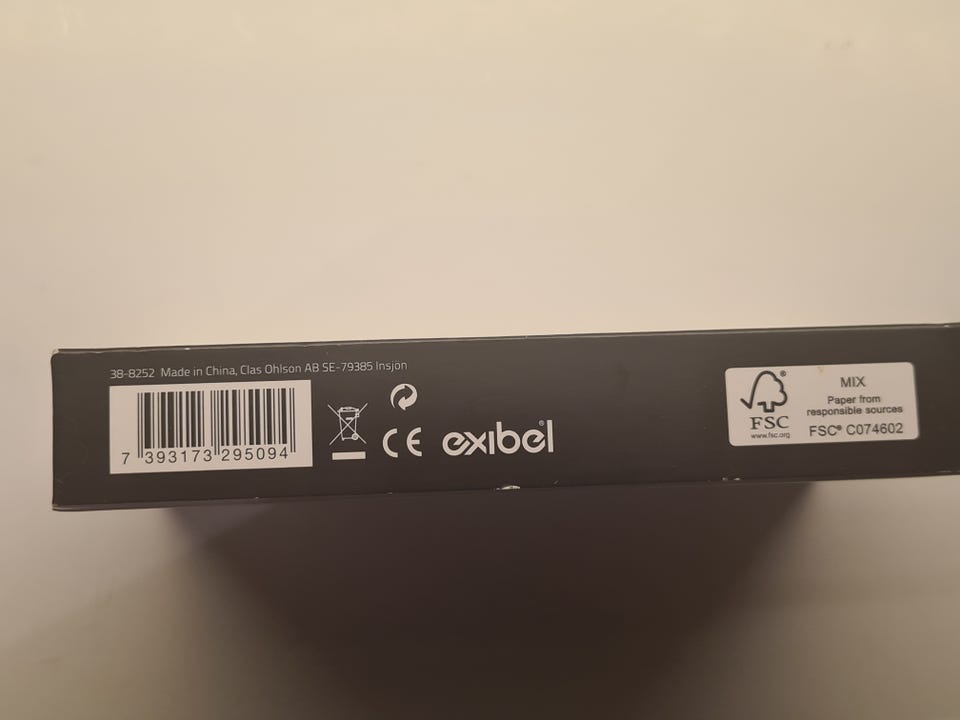 38-8252 Made in China, Clas Ohlson AB SE-79385 Insjön
7 393173 295094
CE exibel
FSC®
www.fsc.org
MIX
Paper from
responsible sources
FSC® C074602